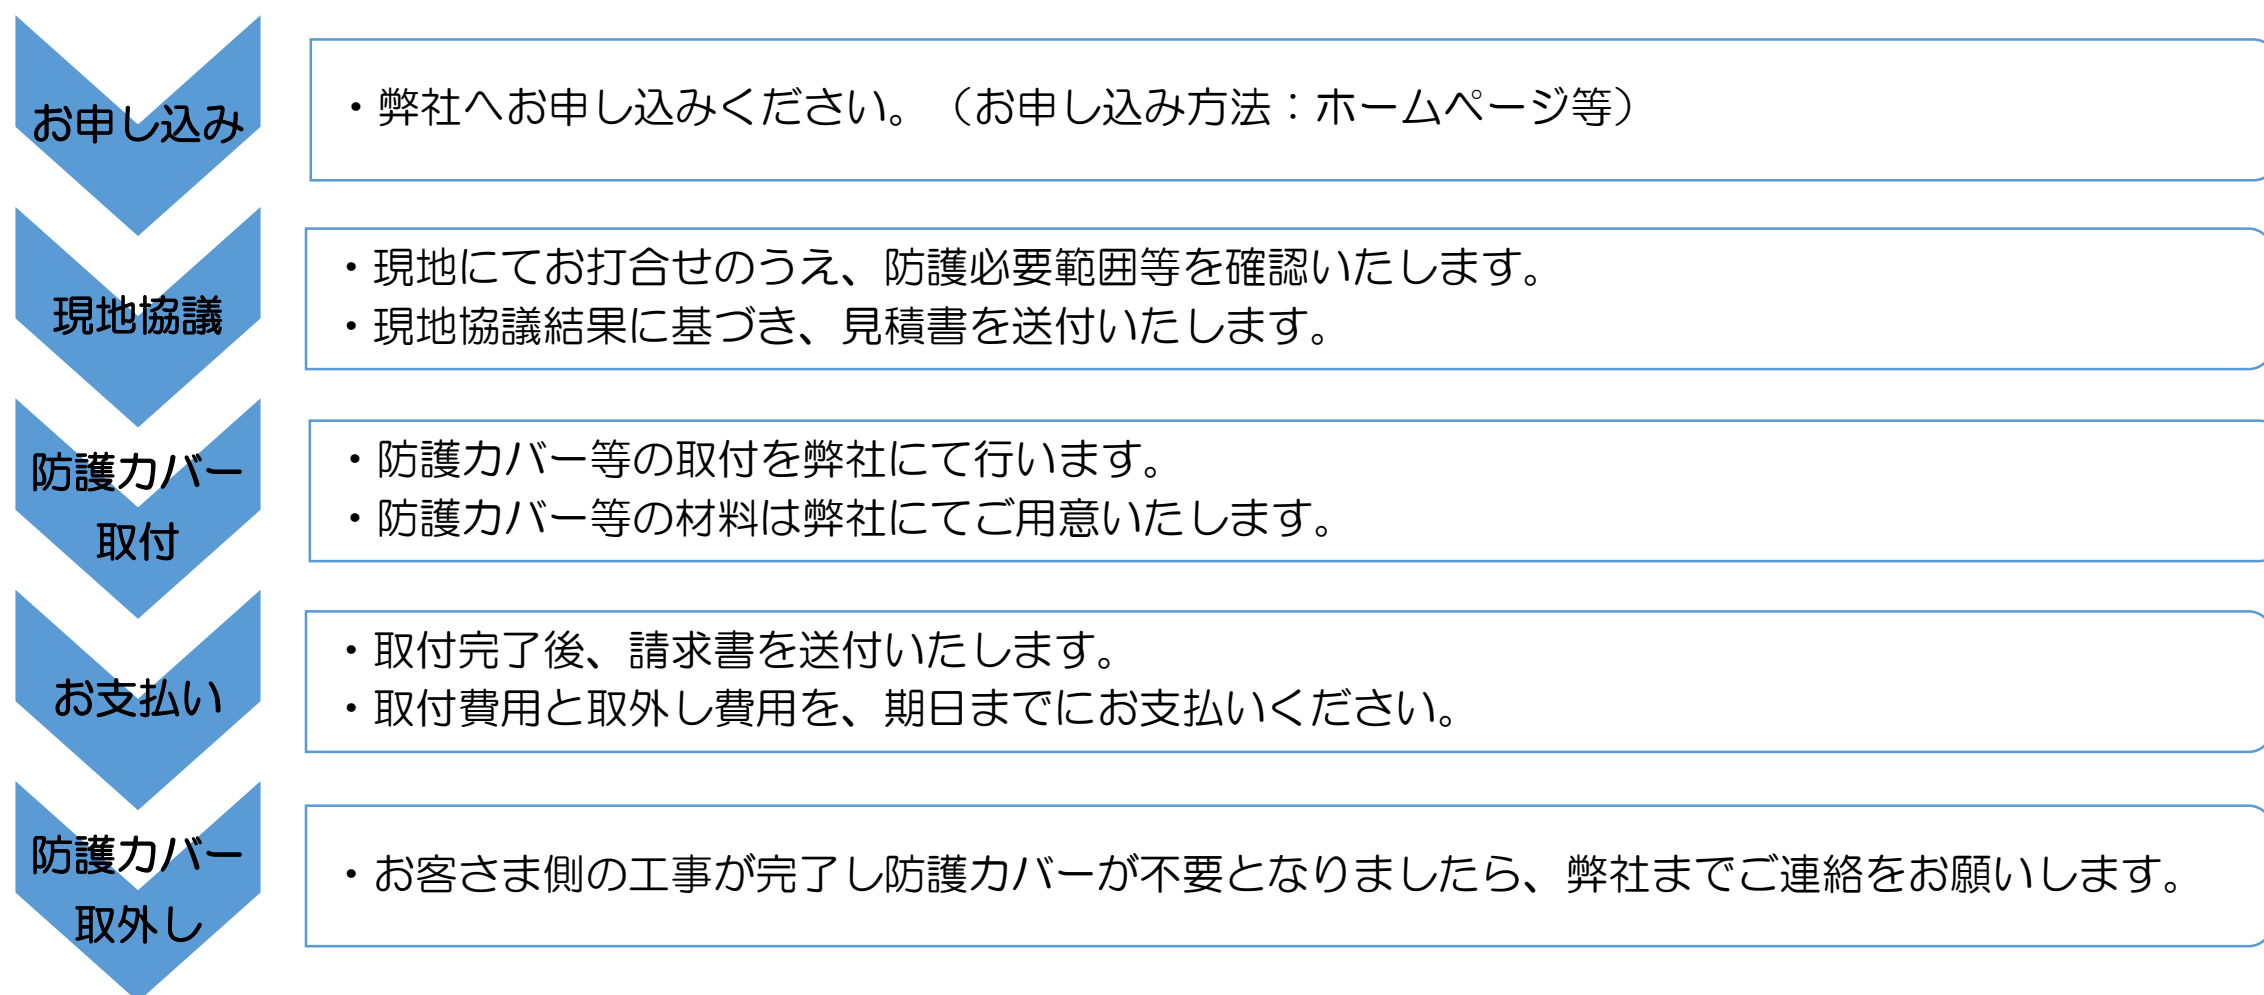 お申し込み
・弊社へお申し込みください。（お申し込み方法：ホームページ等）
現地協議
・現地にてお打合せのうえ、防護必要範囲等を確認いたします。
・現地協議結果に基づき、見積書を送付いたします。
防護カバー
取付
・防護カバー等の取付を弊社にて行います。
・防護カバー等の材料は弊社にてご用意いたします。
お支払い
・取付完了後、請求書を送付いたします。
・取付費用と取外し費用を、期日までにお支払いください。
防護カバー
取外し
・お客さま側の工事が完了し防護カバーが不要となりましたら、弊社までご連絡をお願いします。